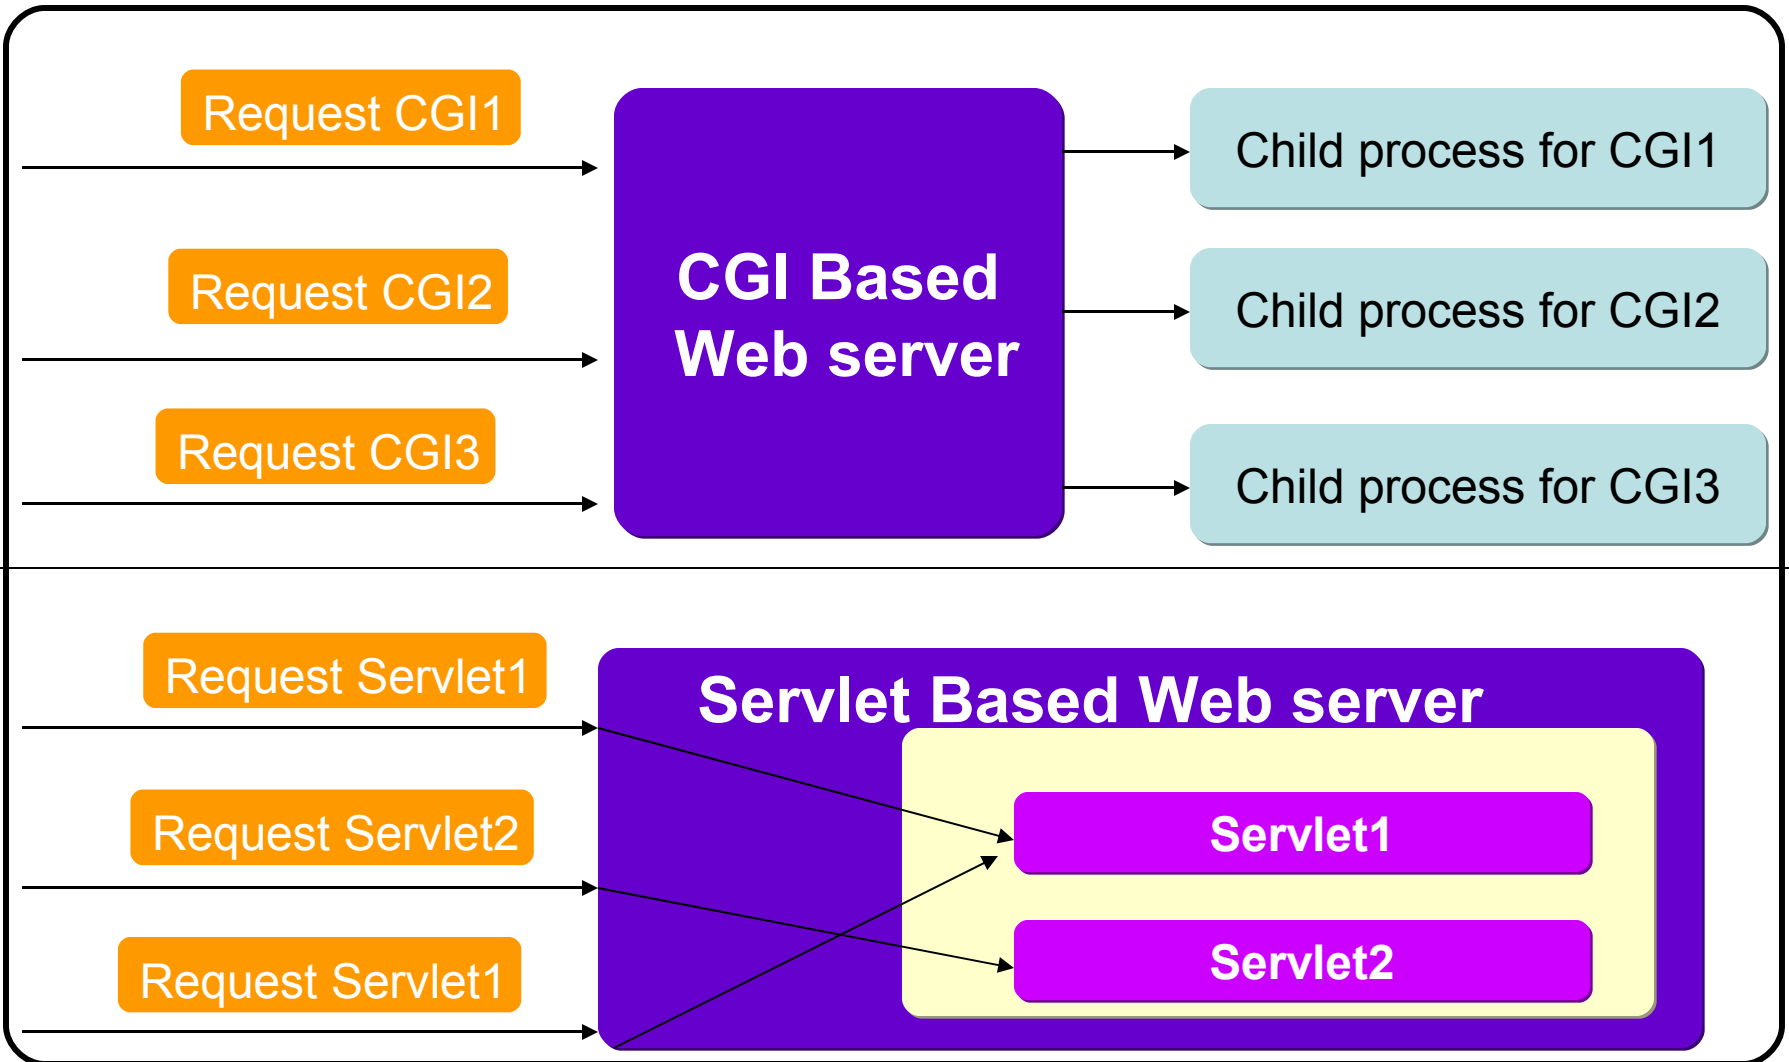 Request CGI1
Request CGI2
Request CGI3
CGI Based
Web server
Child process for CGI1
Child process for CGI2
Child process for CGI3
Request Servlet1
Request Servlet2
Request Servlet1
Servlet Based Web server
Servlet1
Servlet2